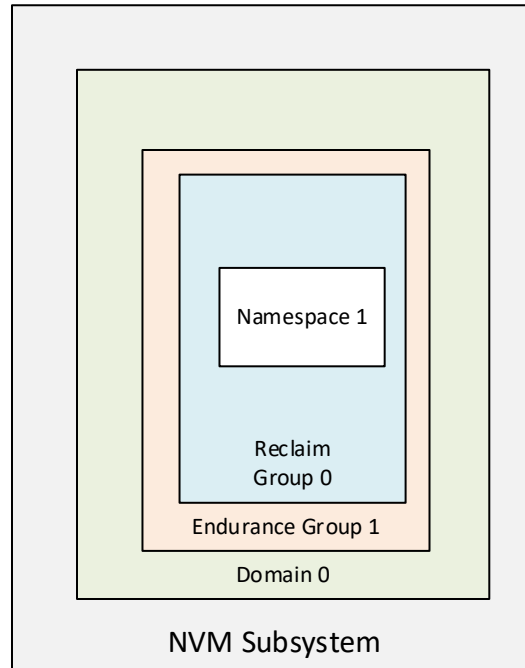 Namespace 1
Reclaim
Group 0
Endurance Group 1
Domain 0
NVM Subsystem